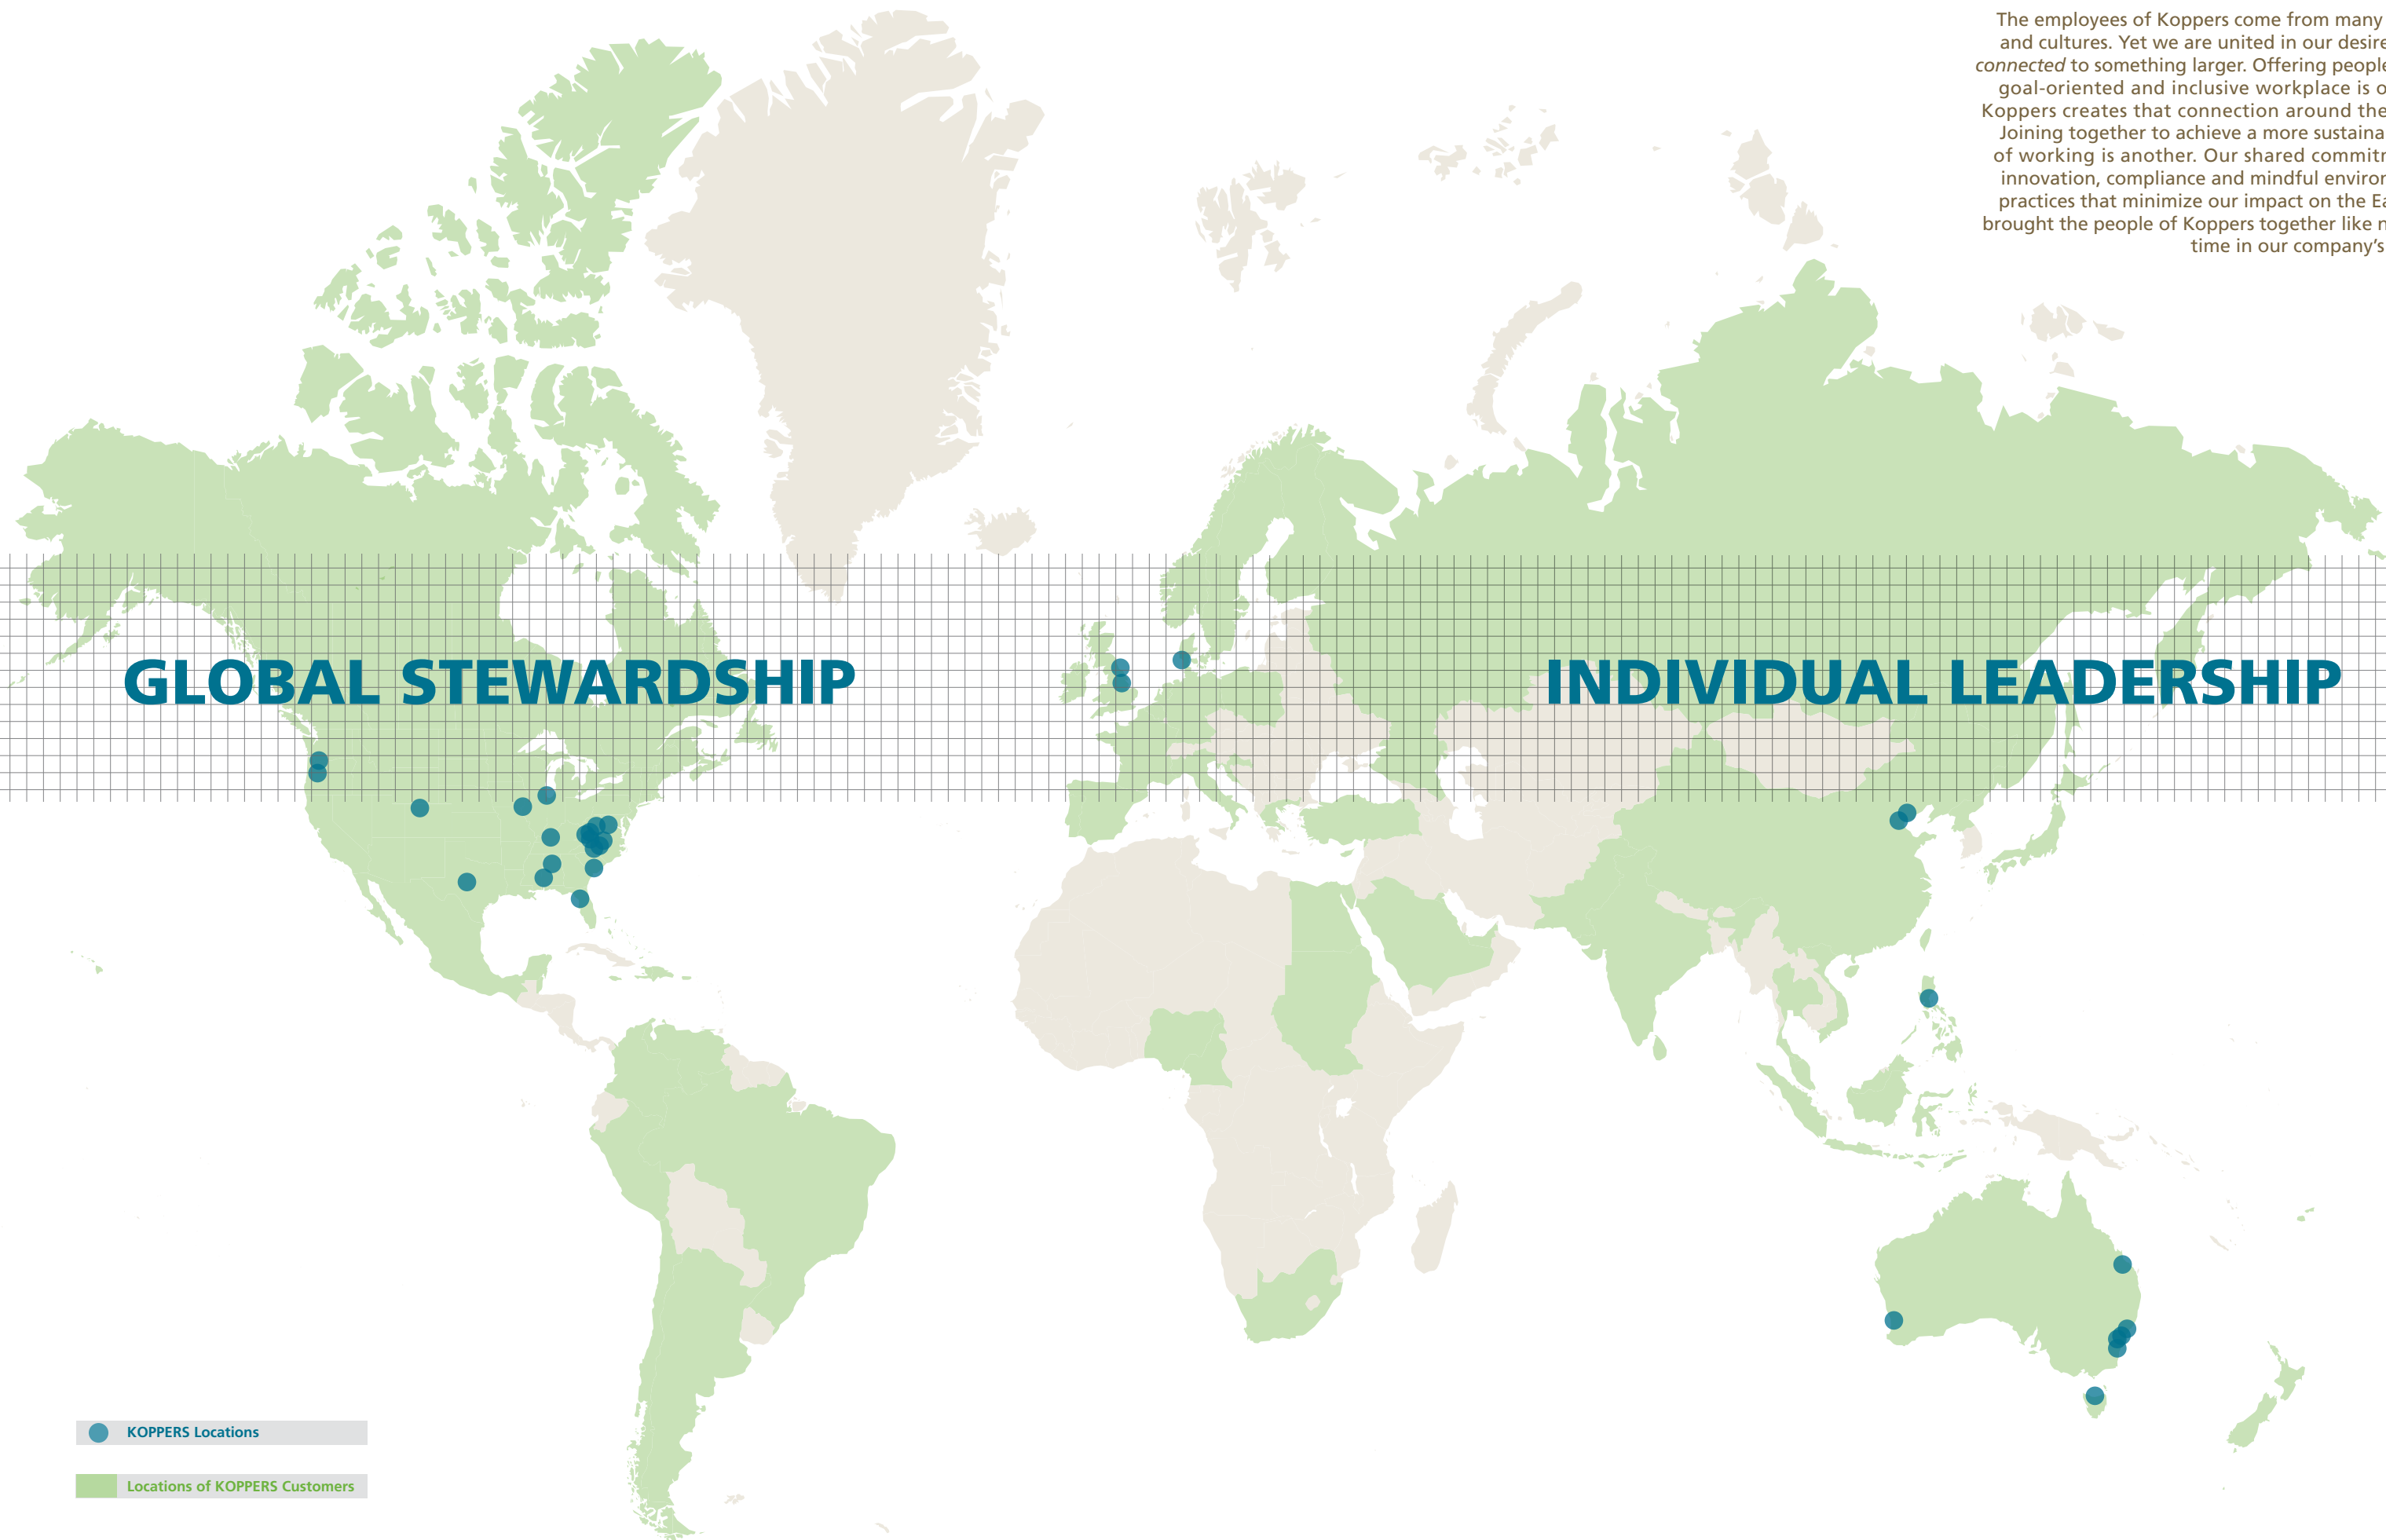 The employees of Koppers come from many
and cultures. Yet we are united in our desire
connected to something larger. Offering people
goal-oriented and inclusive workplace is
Koppers creates that connection around the
Joining together to achieve a more
of working is another. Our shared
innovation, compliance and mindful
practices that minimize our impact on the
brought the people of Koppers together like
time in our company's
GLOBAL STEWARDSHIP
INDIVIDUAL LEADERSHIP
KOPPERS Locations
Locations of KOPPERS Customers